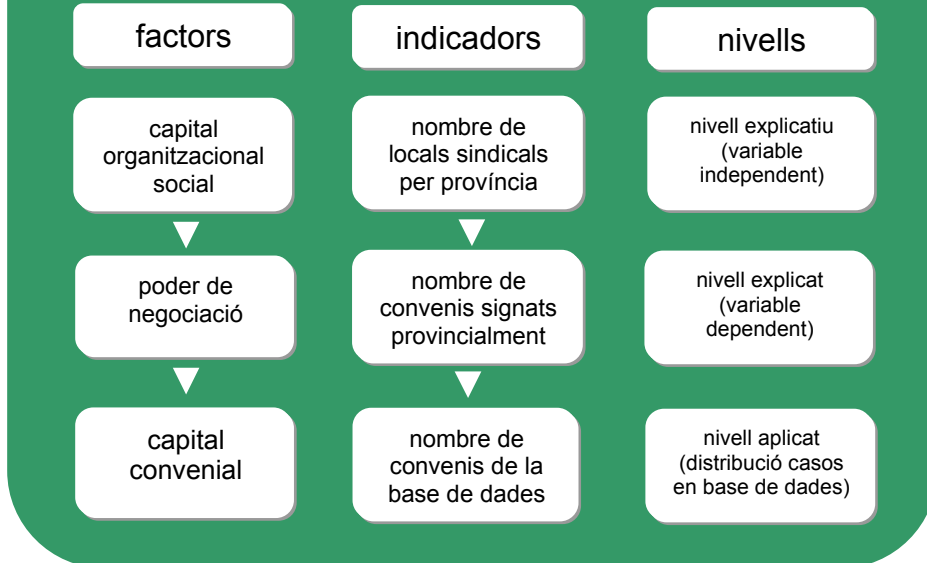 factors
indicadors
nivells
capital
organitzacional
social
nombre de
locals sindicals
per província
nivell explicatiu
(variable
independent)
poder de
negociació
nombre de
convenis signats
provincialment
nivell explicat
(variable
dependent)
capital
convenial
nombre de
convenis de la
base de dades
nivell aplicat
(distribució casos
en base de dades)